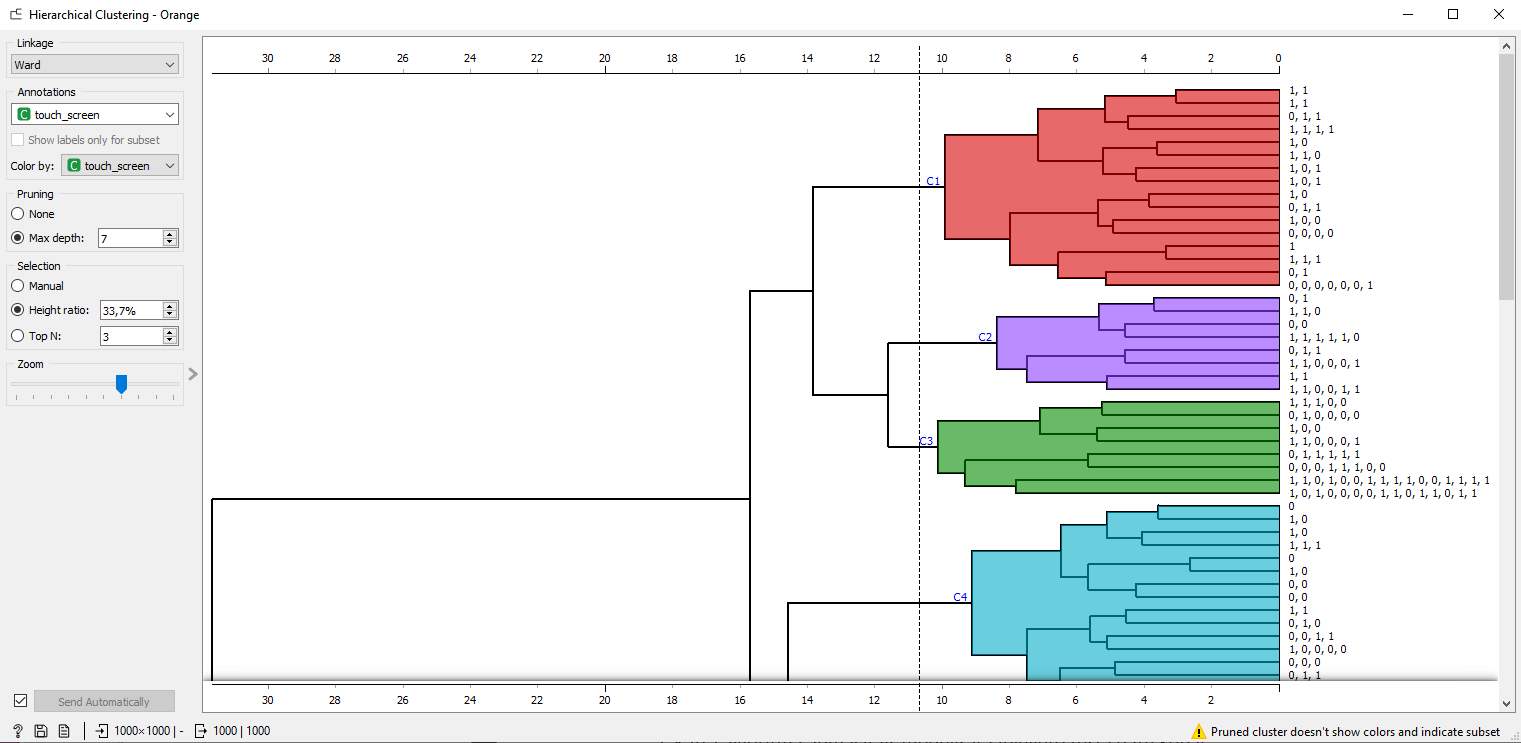 Hierarchical Clustering - Orange
Linkage
Ward
Annotations
C touch_screen
Show labels only for subset
Color by: C touch_screen
Pruning
None
Max depth: 7
Selection
Manual
Height ratio: 33,7%
Top N: 3
Zoom
Send Automatically
30 28 26 24 22 20 18 16 14 12 10 8 6 4 2 0
1, 1
1, 1
0, 1, 1
1, 1, 1, 1
1, 0
1, 1, 0
1, 0, 1
C1 1, 0, 1
1, 0
0, 1, 1
1, 0, 0
0, 0, 0, 0
1
1, 1, 1
0, 1
0, 0, 0, 0, 0, 0, 1
0, 1
1, 1, 0
0, 0
C2 1, 1, 1, 1, 1, 0
0, 1, 1
1, 1, 0, 0, 0, 1
1, 1
1, 1, 0, 0, 1, 1
1, 1, 1, 0, 0
0, 1, 0, 0, 0, 0
1, 0, 0
C3 1, 1, 0, 0, 0, 1
0, 1, 1, 1, 1, 1
0, 0, 0, 1, 1, 1, 0, 0
1, 1, 0, 1, 0, 0, 1, 1, 1, 1, 0, 0, 1, 1, 1, 1
1, 0, 1, 0, 0, 0, 0, 1, 1, 0, 1, 1, 0, 1, 1
0
1, 0
1, 0
1, 1, 1
0
1, 0
0, 0
C4 0, 0
1, 1
0, 1, 0
0, 0, 1, 1
1, 0, 0, 0, 0
0, 0, 0
0, 1, 1
30 28 26 24 22 20 18 16 14 12 10 8 6 4 2
? 1000×1000 | - 1000 | 1000
Pruned cluster doesn't show colors and indicate subset